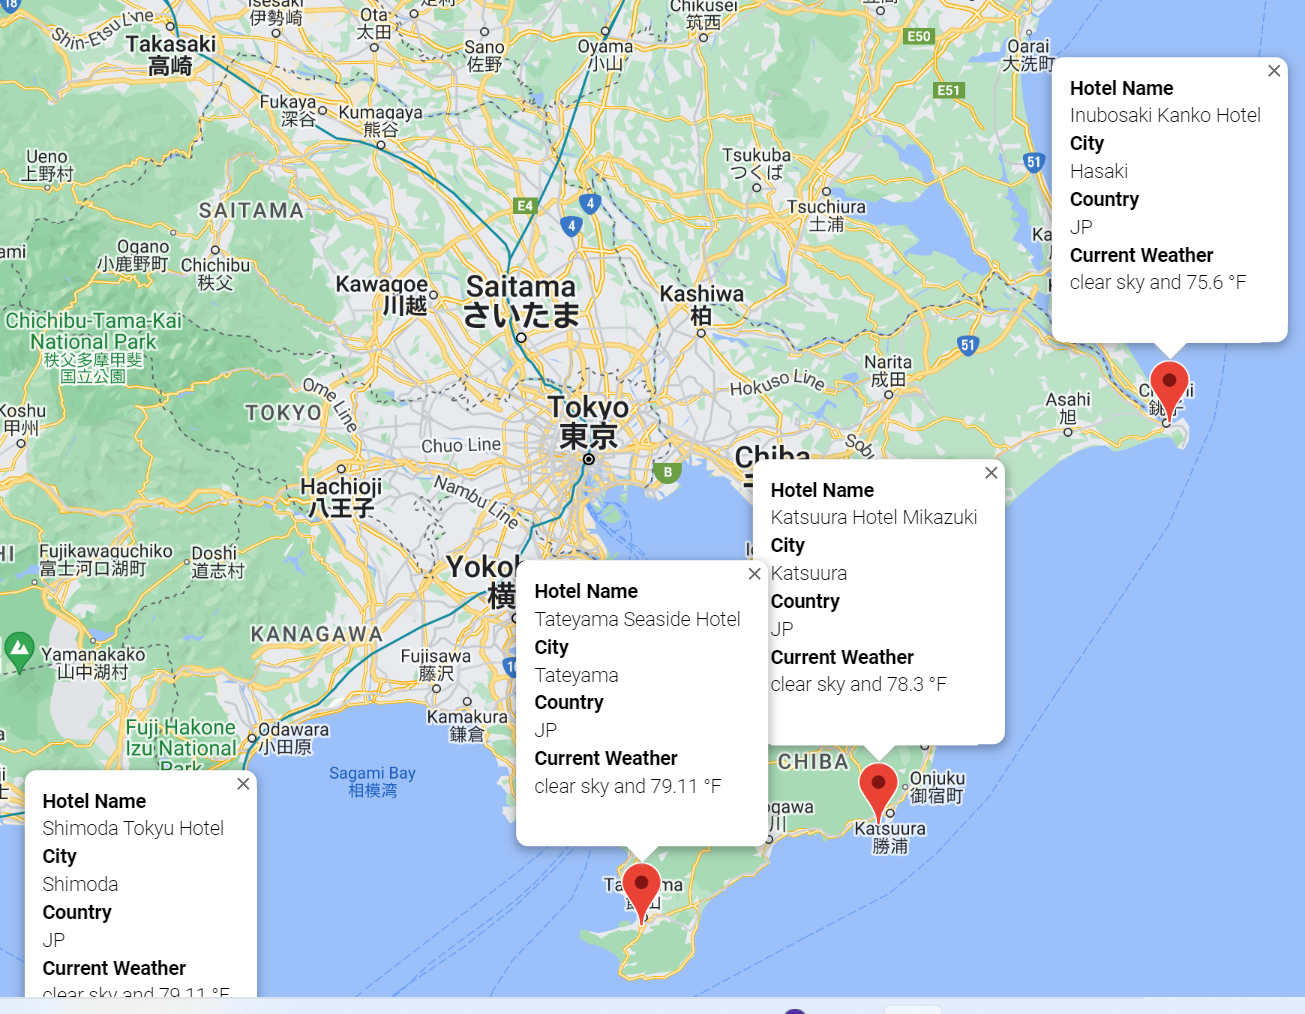 18
Shin-Etsu Line
Takasaki
高崎
Isesaki
伊勢崎
Ota
太田
足利
Sano
佐野
Oyama
小山
Chikusei
筑西
E50
Oarai
大洗町
E51
Fukaya
深谷
Kumagaya
熊谷
Ueno
上野村
Tsukuba
つくば
51
SAITAMA
E4
4
4
Tsuchiura
土浦
Ogano
小鹿野町
Chichibu
秩父
Kawagoe
川越
Saitama
さいたま
Kashiwa
柏
Chichibu-Tama-Kai
National Park
秩父多摩甲斐
国立公園
51
Narita
成田
Hokuso Line
Ome Line
Koshu
甲州
TOKYO
Tokyo
東京
Chuo Line
Asahi
旭
Chiba
B
Hachioji
八王子
Nambu Line
Fujikawaguchiko
富士河口湖町
Doshi
道志村
KANAGAWA
Yamanakako
山中湖村
Fujisawa
藤沢
Kamakura
鎌倉
Fuji Hakone
Izu National
Park
Odawara
小田原
Sagami Bay
相模湾
CHIBA
Onjuku
御宿町
Katsuura
勝浦
Hotel Name
Inubosaki Kanko Hotel
City
Hasaki
Country
JP
Current Weather
clear sky and 75.6 °F
Hotel Name
Katsuura Hotel Mikazuki
City
Katsuura
Country
JP
Current Weather
clear sky and 78.3 °F
Hotel Name
Tateyama Seaside Hotel
City
Tateyama
Country
JP
Current Weather
clear sky and 79.11 °F
Hotel Name
Shimoda Tokyu Hotel
City
Shimoda
Country
JP
Current Weather
clear sky and 79.11 °F